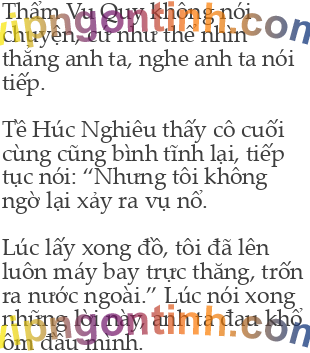 Thẩm Vu Quy không nói
chuyện, cứ như thế nhìn
thẳng anh ta, nghe anh ta nói
tiếp.
Tề Húc Nghiêu thấy cô cuối
cùng cũng bình tĩnh lại, tiếp
tục nói: “Nhưng tôi không
ngờ lại xảy ra vụ nổ.
Lúc lấy xong đồ, tôi đã lên
luôn máy bay trực thăng, trốn
ra nước ngoài.” Lúc nói xong
những lời này, anh ta đau khổ
ôm đầu mình.
vipngontinh.com
vipngontinh.com